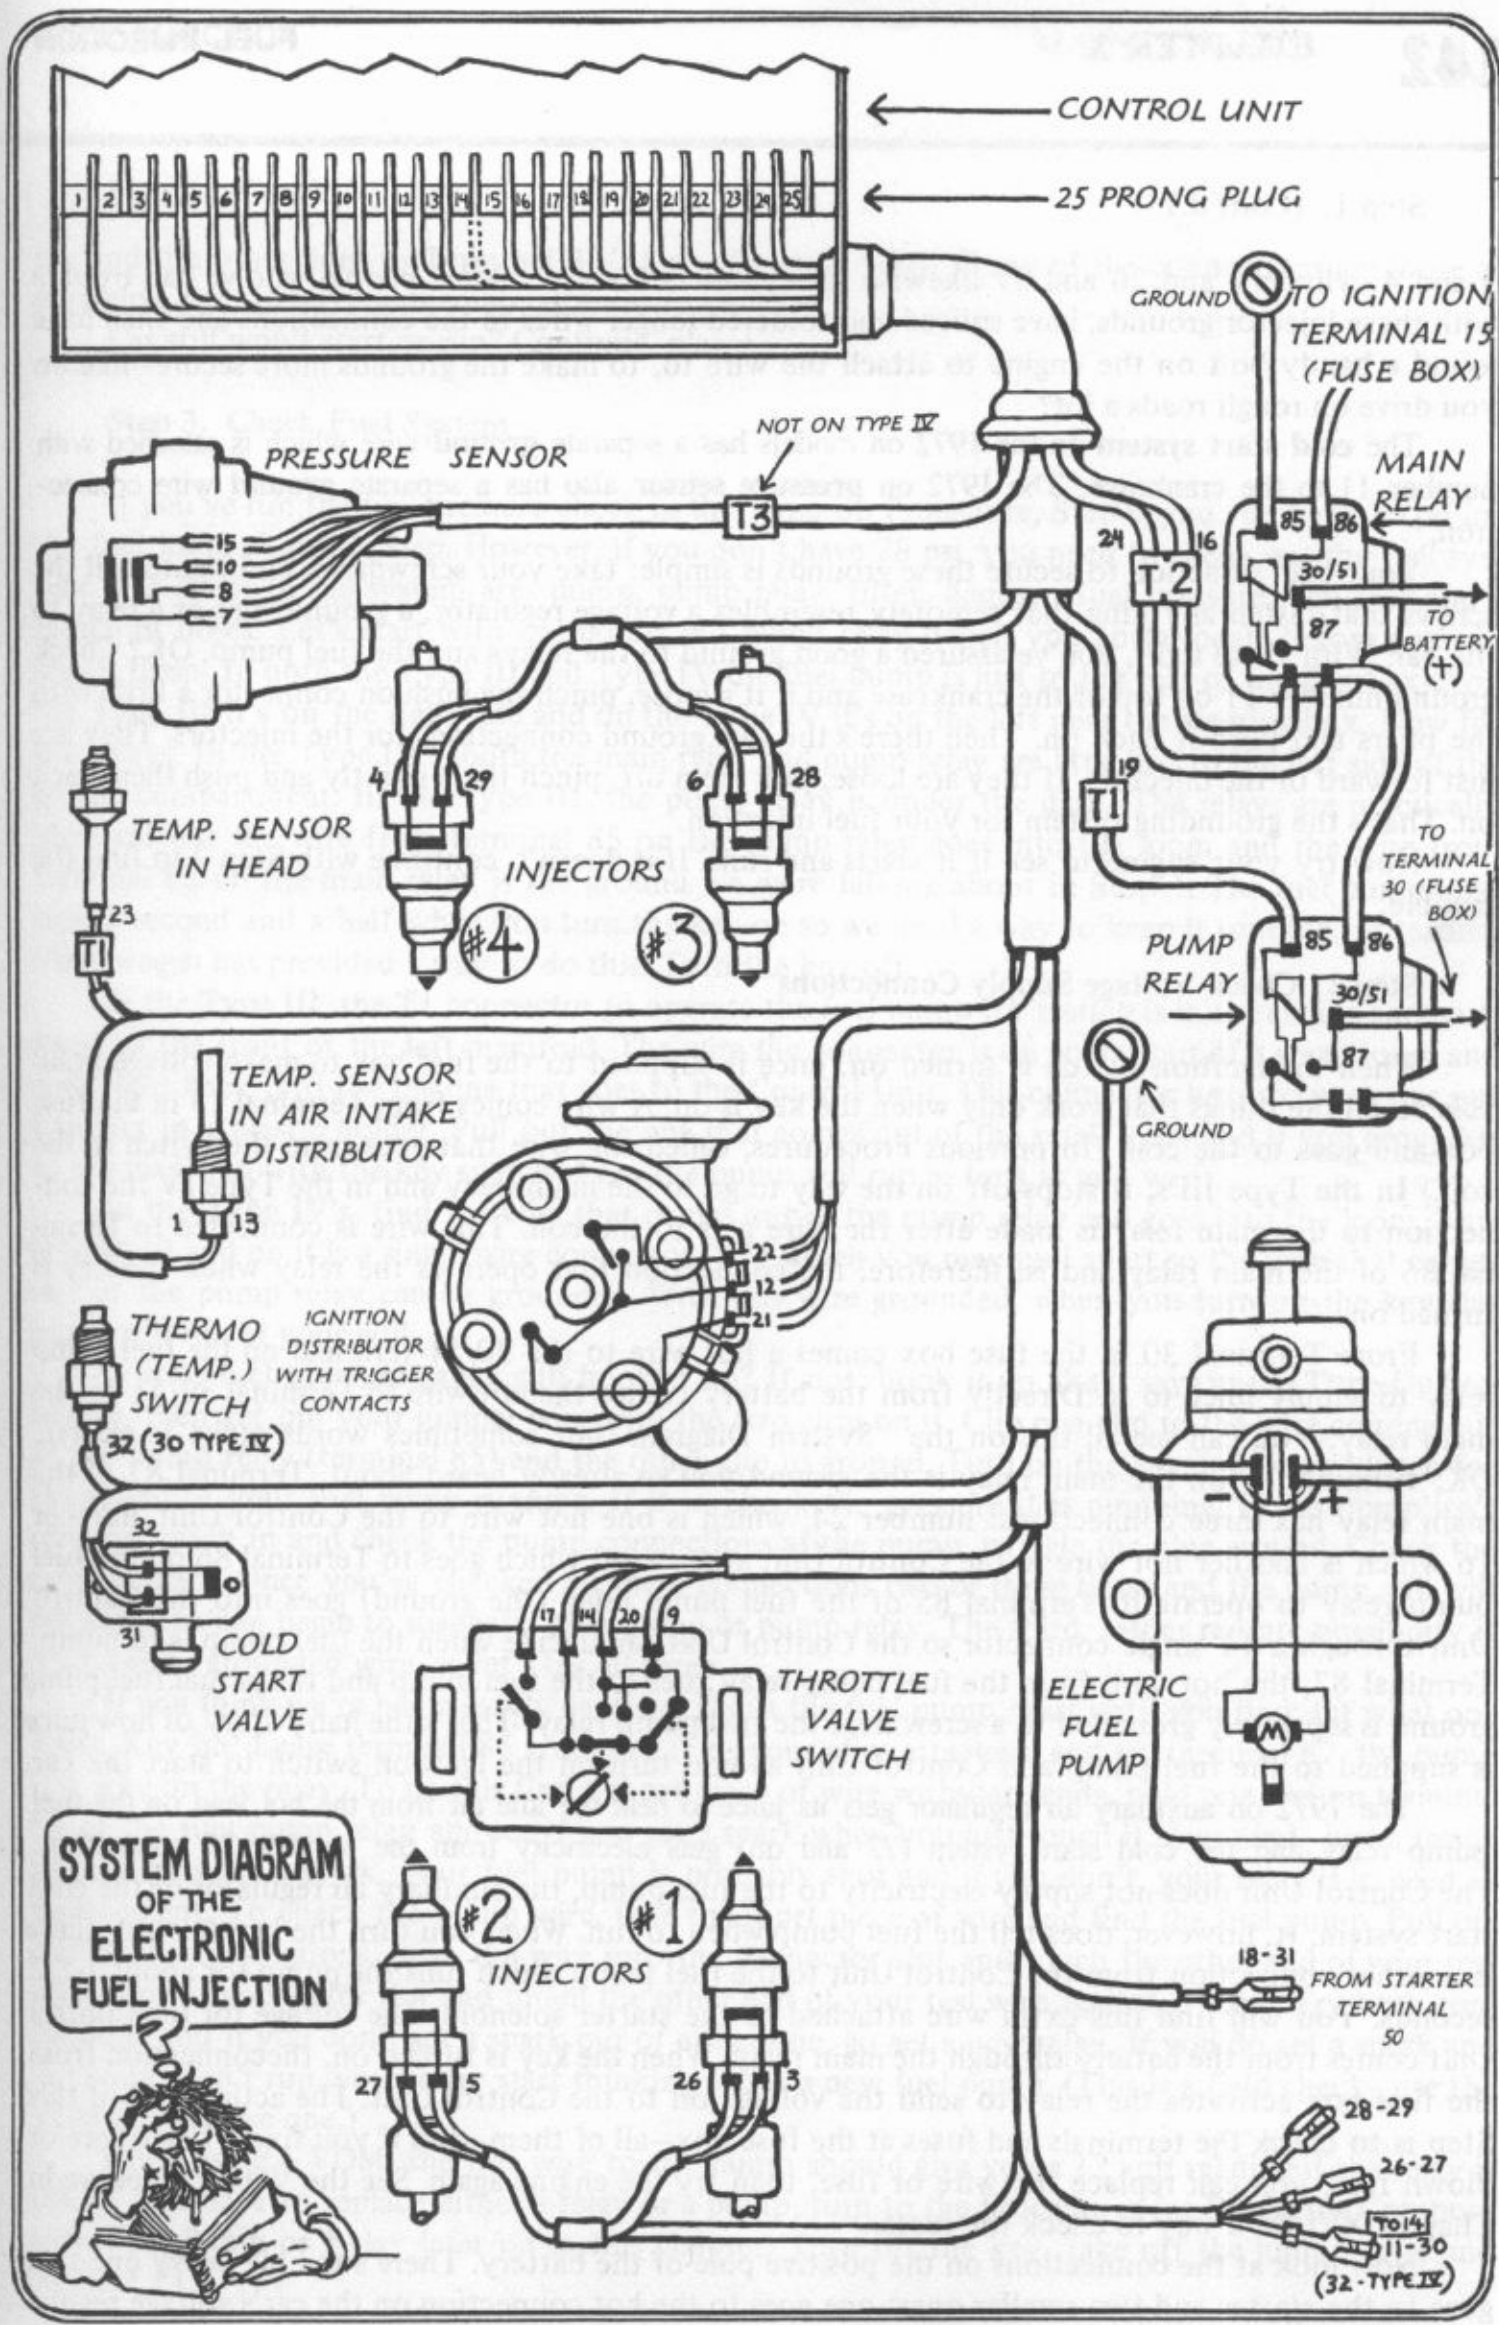 CONTROL UNIT
25 PRONG PLUG
1 2 3 4 5 6 7 8 9 10 11 12 13 14 15 16 17 18 19 20 21 22 23 24 25
GROUND
TO IGNITION
TERMINAL 15
(FUSE BOX)
NOT ON TYPE IV
PRESSURE SENSOR
T3
MAIN
RELAY
85 86
24 16
T2
30/51
87
TO
BATTERY
(+)
15
10
8
7
4 29
6 28
19
T1
TEMP. SENSOR
IN HEAD
INJECTORS
#4
#3
23
T1
TO
TERMINAL
30 (FUSE
BOX)
PUMP
RELAY
85 86
30/51
87
GROUND
TEMP. SENSOR
IN AIR INTAKE
DISTRIBUTOR
1 13
22
12
21
IGNITION
DISTRIBUTOR
WITH TRIGGER
CONTACTS
THERMO
(TEMP.)
SWITCH
32 (30 TYPE IV)
- +
32
31
COLD
START
VALVE
17 14 20 9
THROTTLE
VALVE
SWITCH
ELECTRIC
FUEL
PUMP
M
SYSTEM DIAGRAM
OF THE
ELECTRONIC
FUEL INJECTION
#2
#1
INJECTORS
27 5
26 3
18-31
FROM STARTER
TERMINAL
50
28-29
26-27
TO14
11-30
(32-TYPE IV)